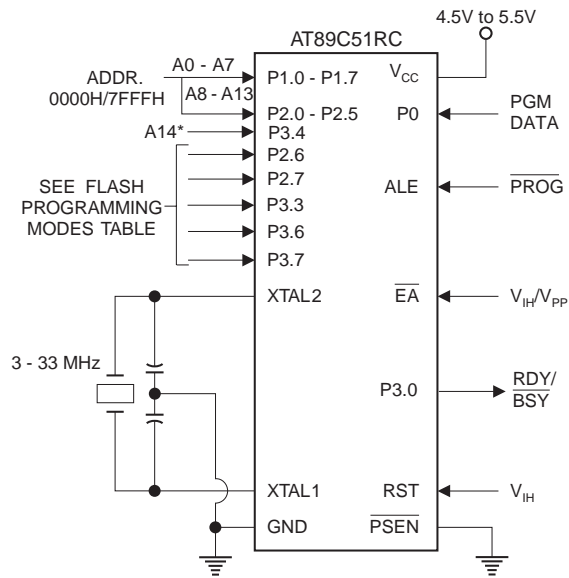 4.5V to 5.5V
AT89C51RC
A0 - A7
ADDR.
0000H/7FFFH
A8 - A13
A14*
P1.0 - P1.7
P2.0 - P2.5
P3.4
P2.6
P2.7
P3.3
P3.6
P3.7
SEE FLASH
PROGRAMMING
MODES TABLE
XTAL2
3 - 33 MHz
XTAL1
GND
VCC
P0
PGM
DATA
ALE
PROG
EA
VIH/VPP
P3.0
RDY/
BSY
RST
VIH
PSEN